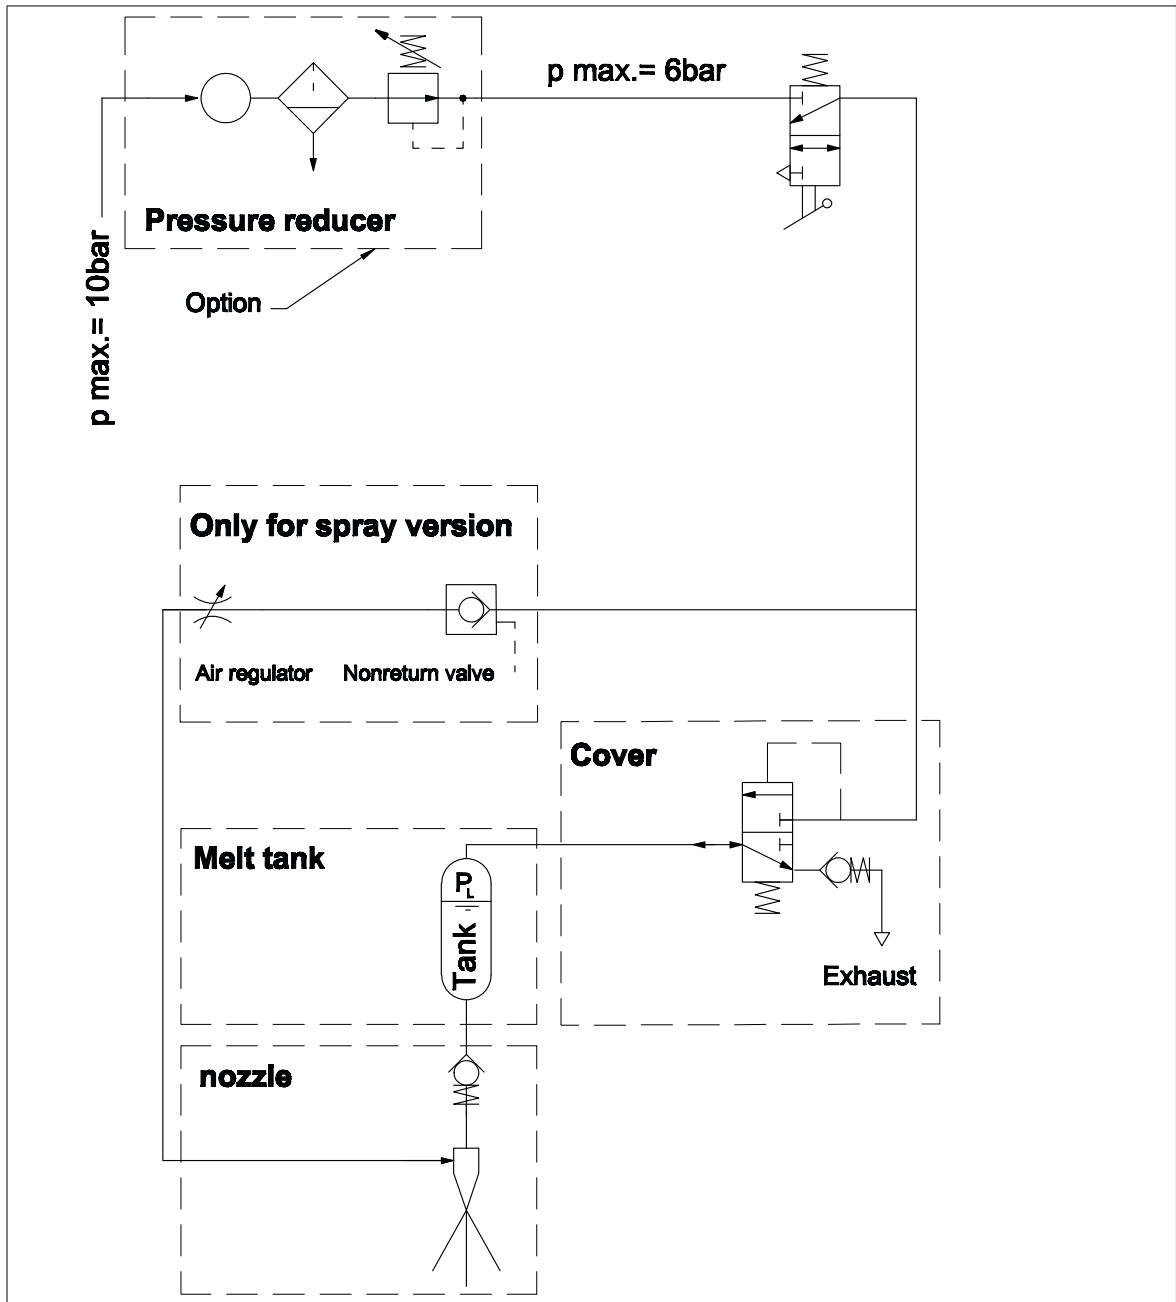 p max.= 6bar
Pressure reducer
p max.= 10bar
Option
Only for spray version
Air regulator
Nonreturn valve
Cover
Melt tank
PL
Tank
Exhaust
nozzle